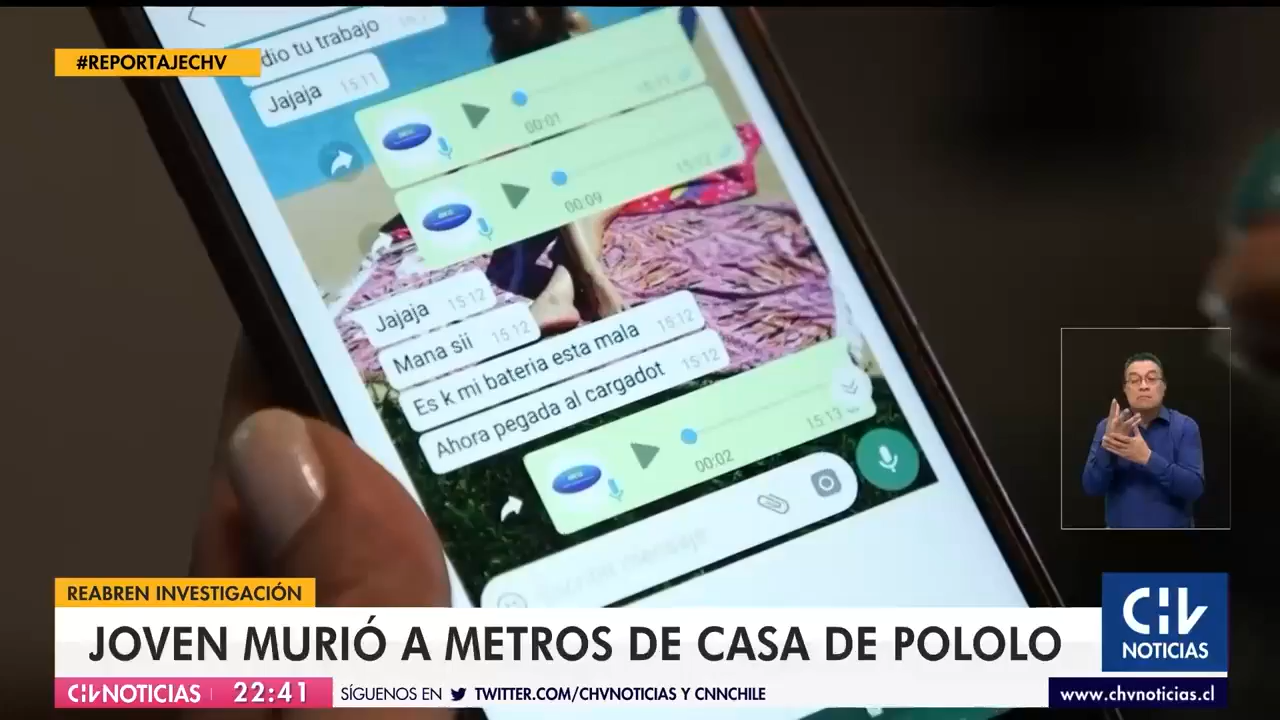 #REPORTAJECHV
dio tu trabajo
Jajaja 15:11
00:01
00:09 15:12
Jajaja 15:12
Mana sii 15:12
Es k mi bateria esta mala 15:12
Ahora pegada al cargadot 15:12
00:02 15:13
REABREN INVESTIGACIÓN
JOVEN MURIÓ A METROS DE CASA DE POLOLO
CHV
NOTICIAS
CHVNOTICIAS 22:41 SÍGUENOS EN TWITTER.COM/CHVNOTICIAS Y CNNCHILE
www.chvnoticias.cl